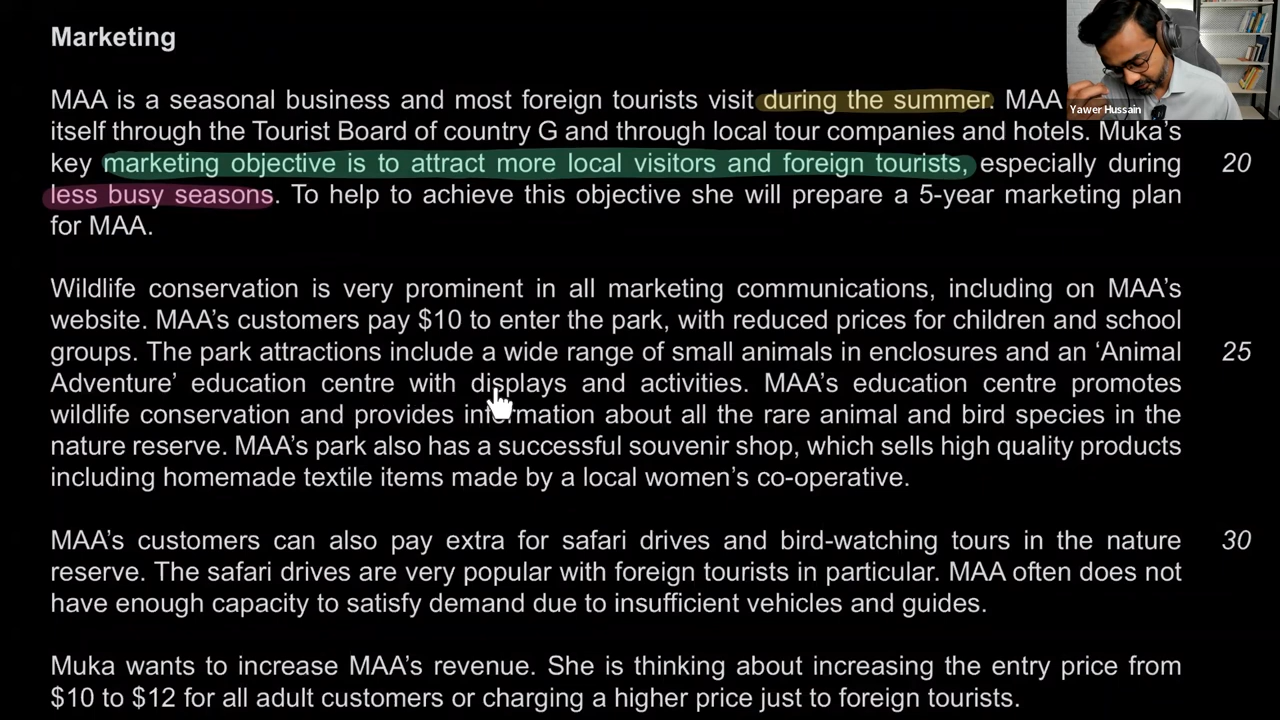 Marketing
MAA is a seasonal business and most foreign tourists visit during the summer. MAA
Yawer Hussain
itself through the Tourist Board of country G and through local tour companies and hotels. Muka's
key marketing objective is to attract more local visitors and foreign tourists, especially during 20
less busy seasons. To help to achieve this objective she will prepare a 5-year marketing plan
for MAA.
Wildlife conservation is very prominent in all marketing communications, including on MAA's
website. MAA's customers pay $10 to enter the park, with reduced prices for children and school
groups. The park attractions include a wide range of small animals in enclosures and an 'Animal 25
Adventure' education centre with displays and activities. MAA's education centre promotes
wildlife conservation and provides information about all the rare animal and bird species in the
nature reserve. MAA's park also has a successful souvenir shop, which sells high quality products
including homemade textile items made by a local women's co-operative.
MAA's customers can also pay extra for safari drives and bird-watching tours in the nature 30
reserve. The safari drives are very popular with foreign tourists in particular. MAA often does not
have enough capacity to satisfy demand due to insufficient vehicles and guides.
Muka wants to increase MAA's revenue. She is thinking about increasing the entry price from
$10 to $12 for all adult customers or charging a higher price just to foreign tourists.